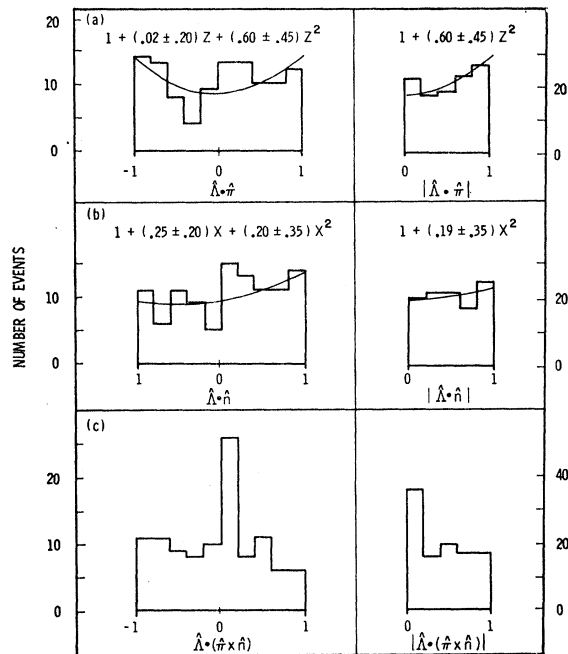 (a)
1 + (.02 ± .20) Z + (.60 ± .45) Z²
1 + (.60 ± .45) Z²
20
10
0
20
0
-1
0
1
0
1
Λ̂•π̂
|Λ̂•π̂|
(b)
1 + (.25 ± .20) X + (.20 ± .35) X²
1 + (.19 ± .35) X²
10
0
20
0
1
0
1
0
1
Λ̂•n̂
|Λ̂•n̂|
(c)
20
10
0
40
20
0
-1
0
1
0
1
Λ̂•(π̂ x n̂)
|Λ̂•(π̂ x n̂)|
NUMBER OF EVENTS